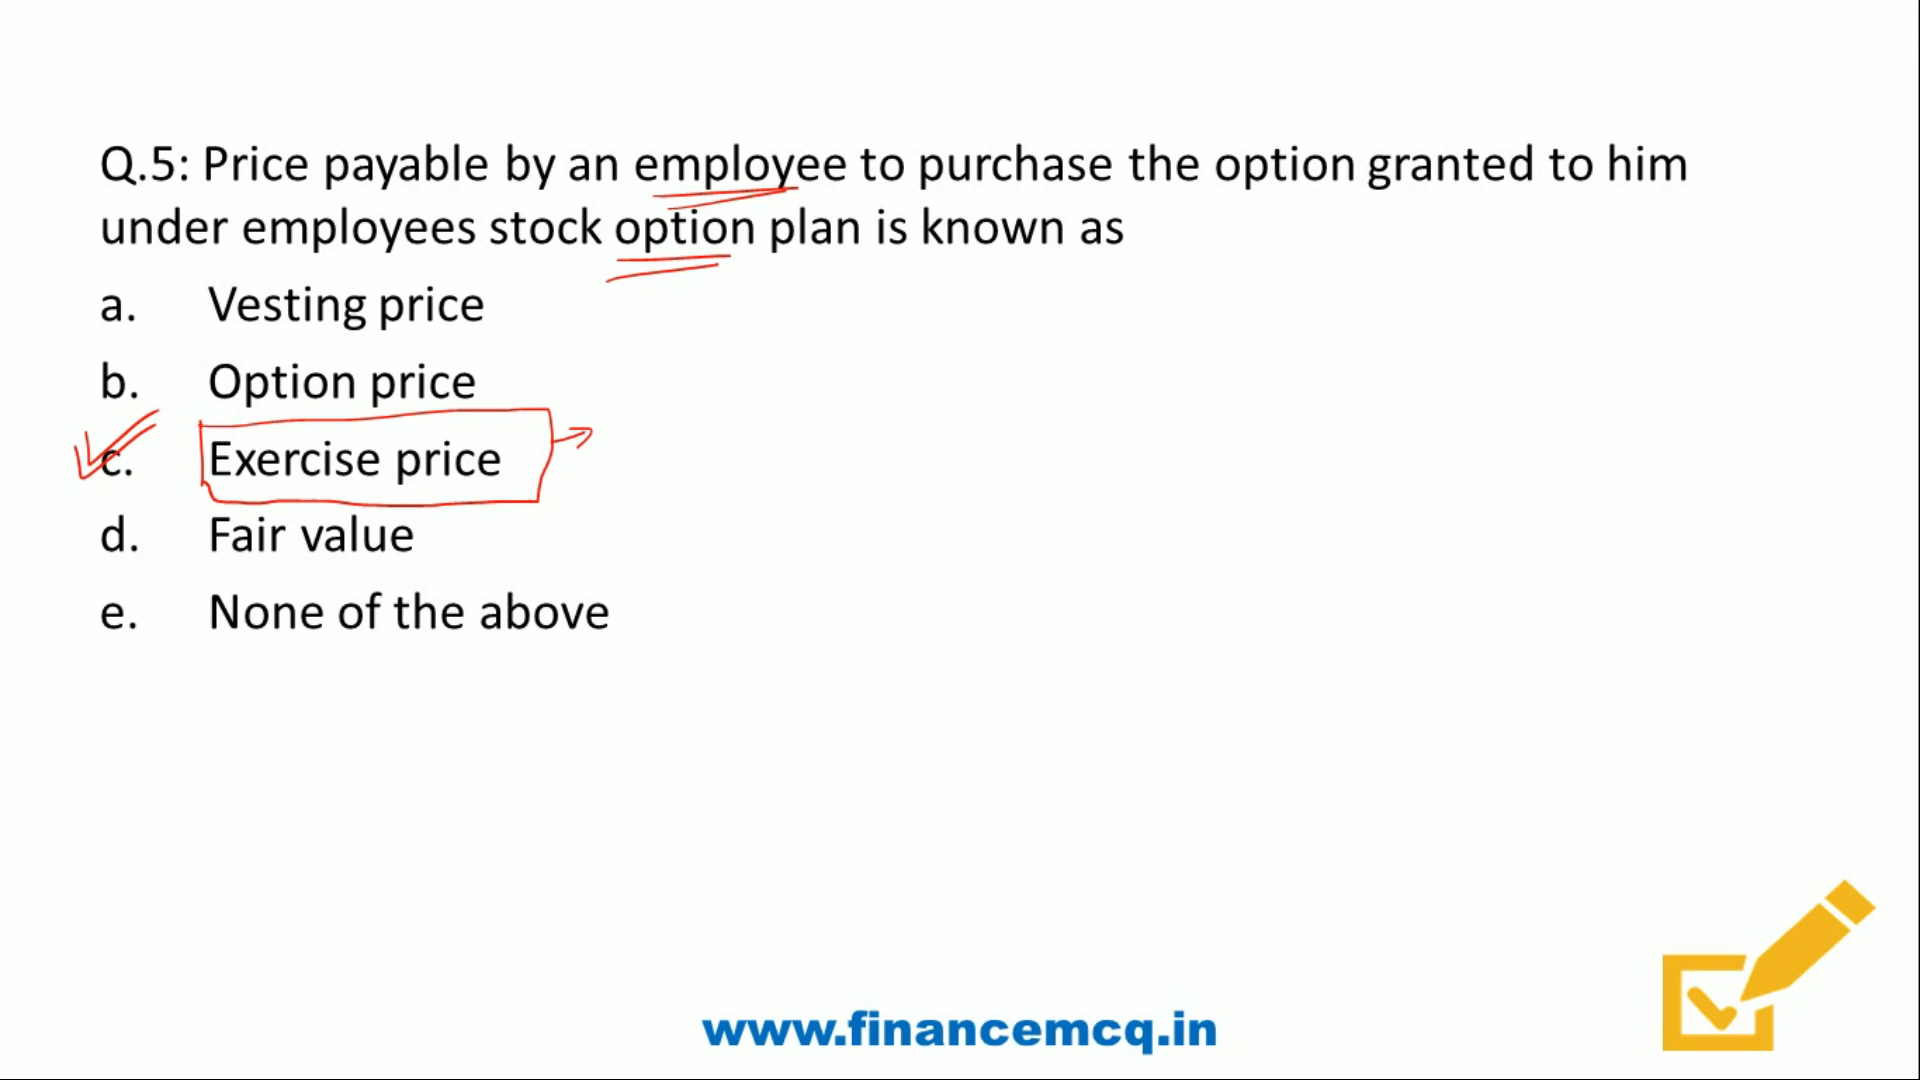 Q.5: Price payable by an employee to purchase the option granted to him
under employees stock option plan is known as
a. Vesting price
b. Option price
c. Exercise price
d. Fair value
e. None of the above
www.financemcq.in